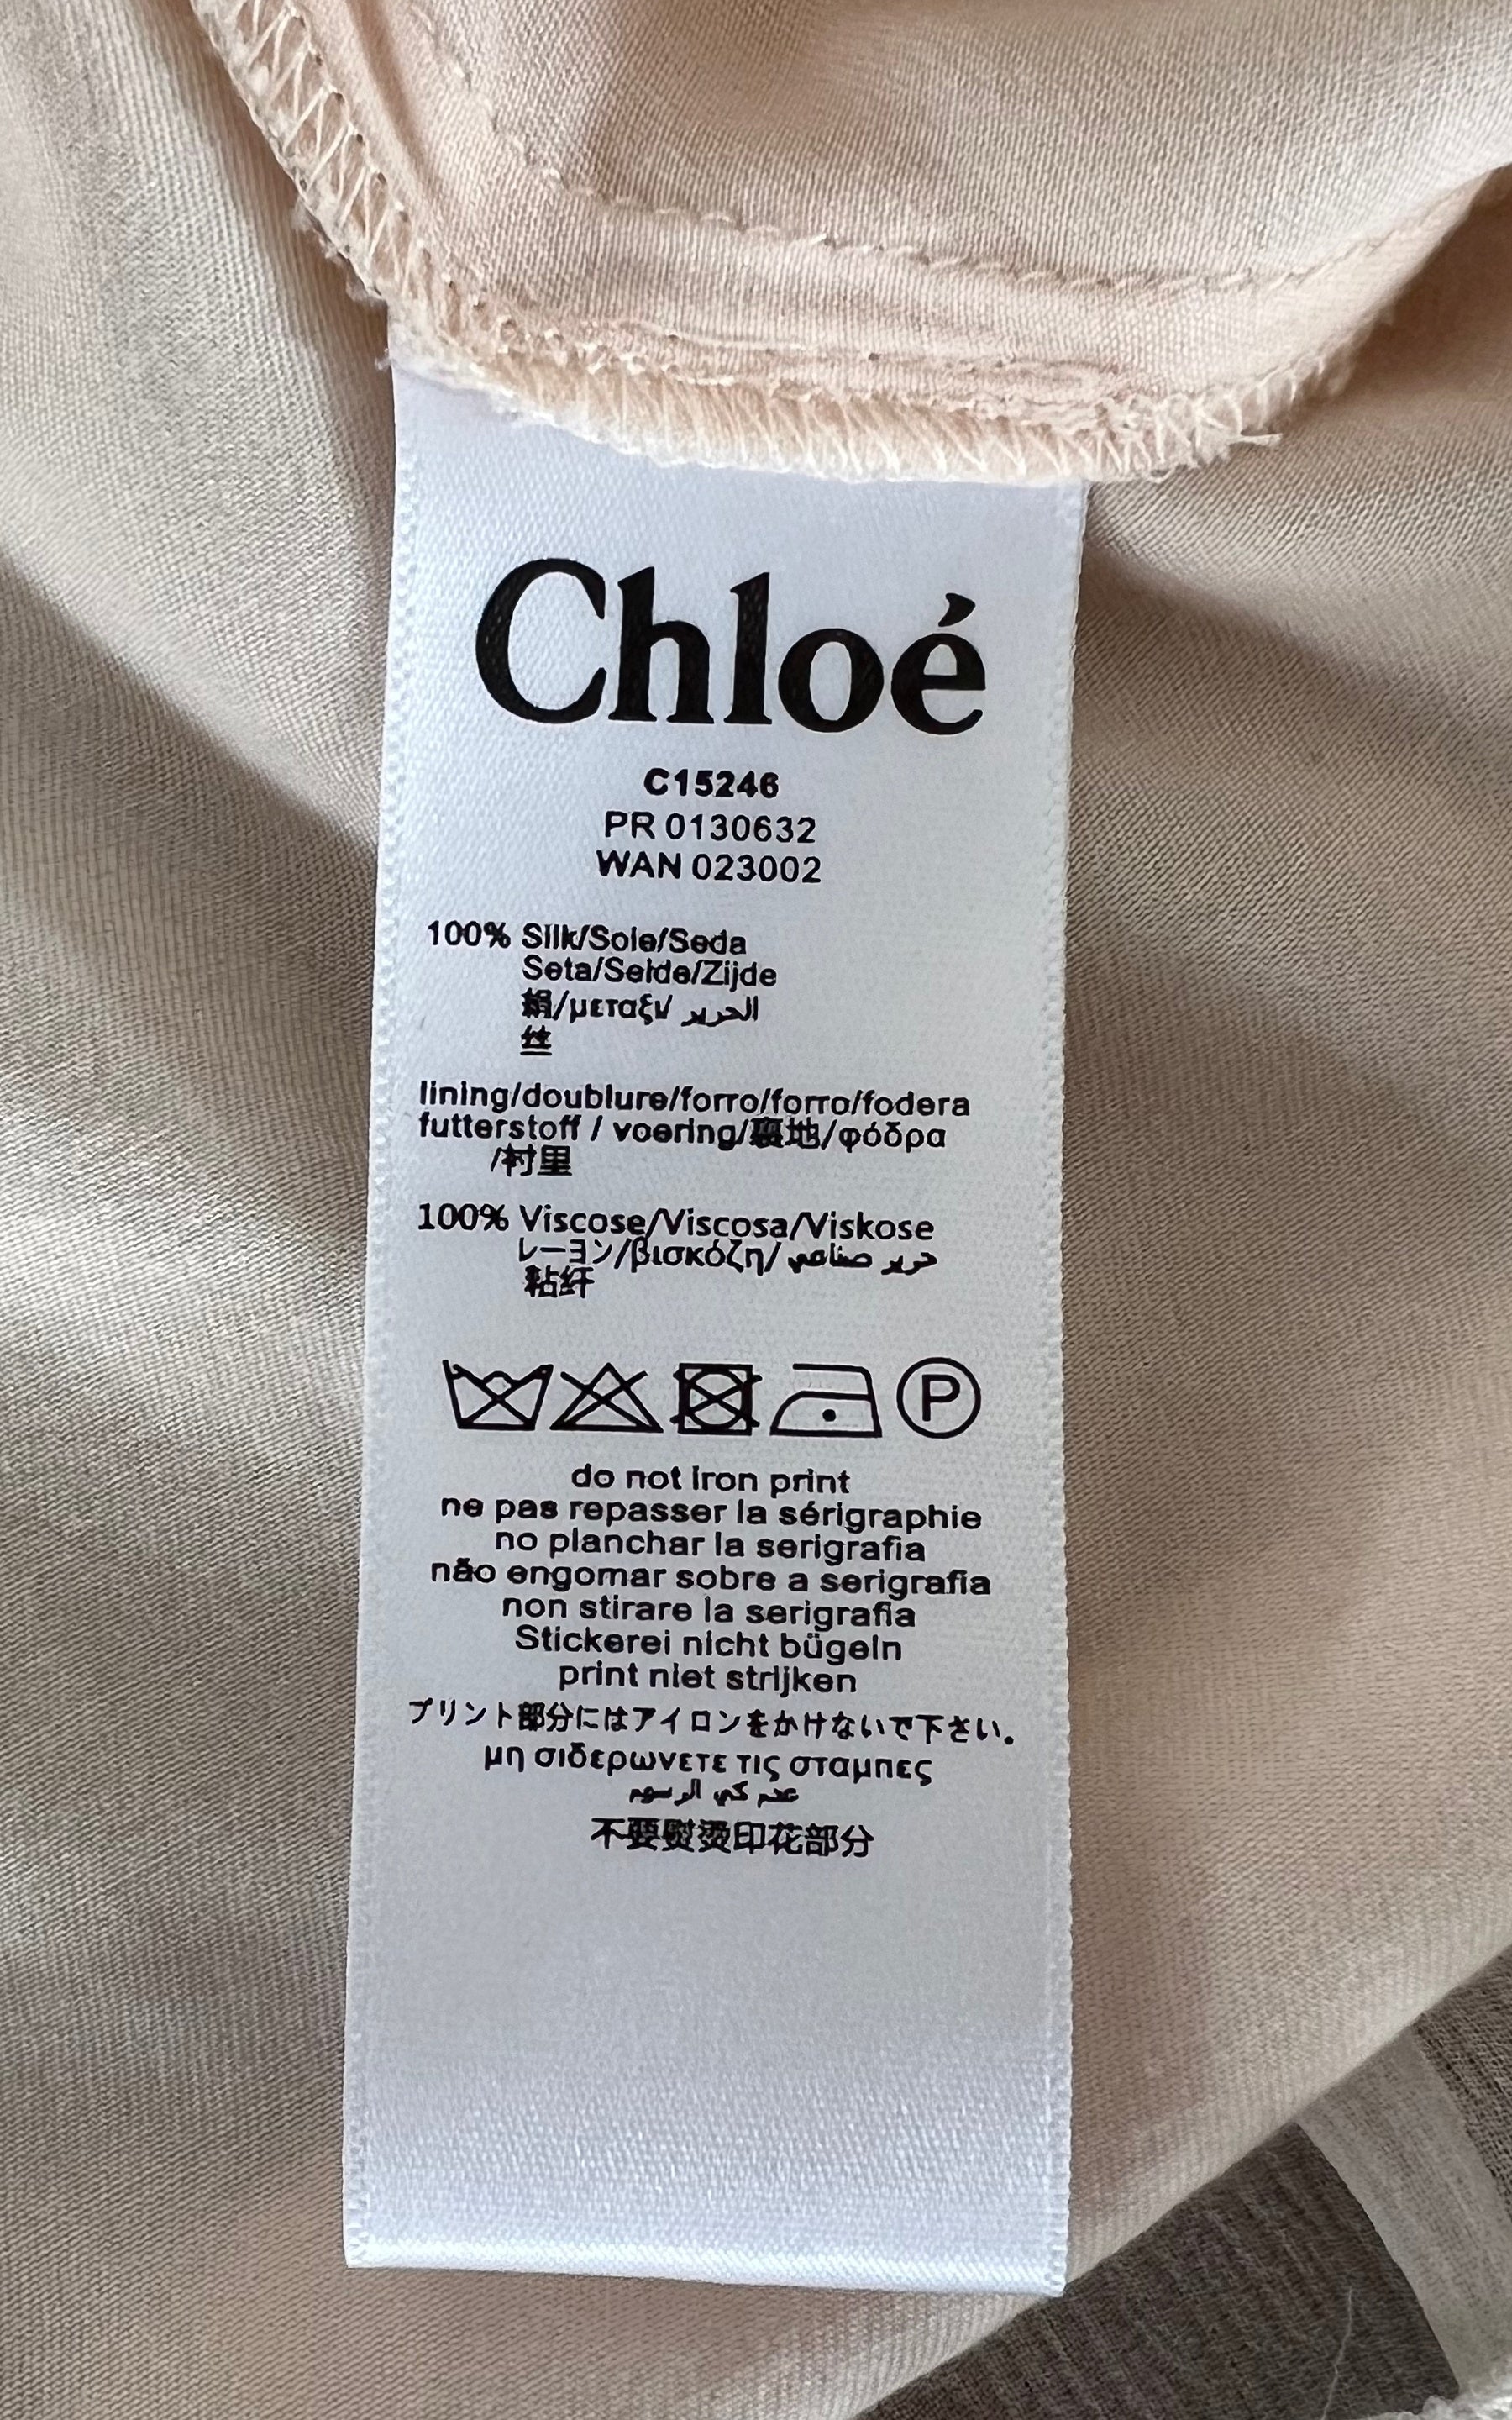 Chloé
C15246
PR 0130632
WAN 023002
100% Silk/Soie/Seda
Seta/Seide/Zijde
絹/μεταξι/ الحرير
丝
lining/doublure/forro/forro/fodera
futterstoff / voering/裏地/φόδρα
/村里
100% Viscose/Viscosa/Viskose
レーヨン/βισκόζη/ حرير صناعي
粘纤
P
do not iron print
ne pas repasser la sérigraphie
no planchar la serigrafia
não engomar sobre a serigrafia
non stirare la serigrafia
Stickerei nicht bügeln
print niet strijken
プリント部分にはアイロンをかけないで下さい。
μη σιδερωνετε τις σταμπες
عدم كي الرسوم
不要熨烫印花部分